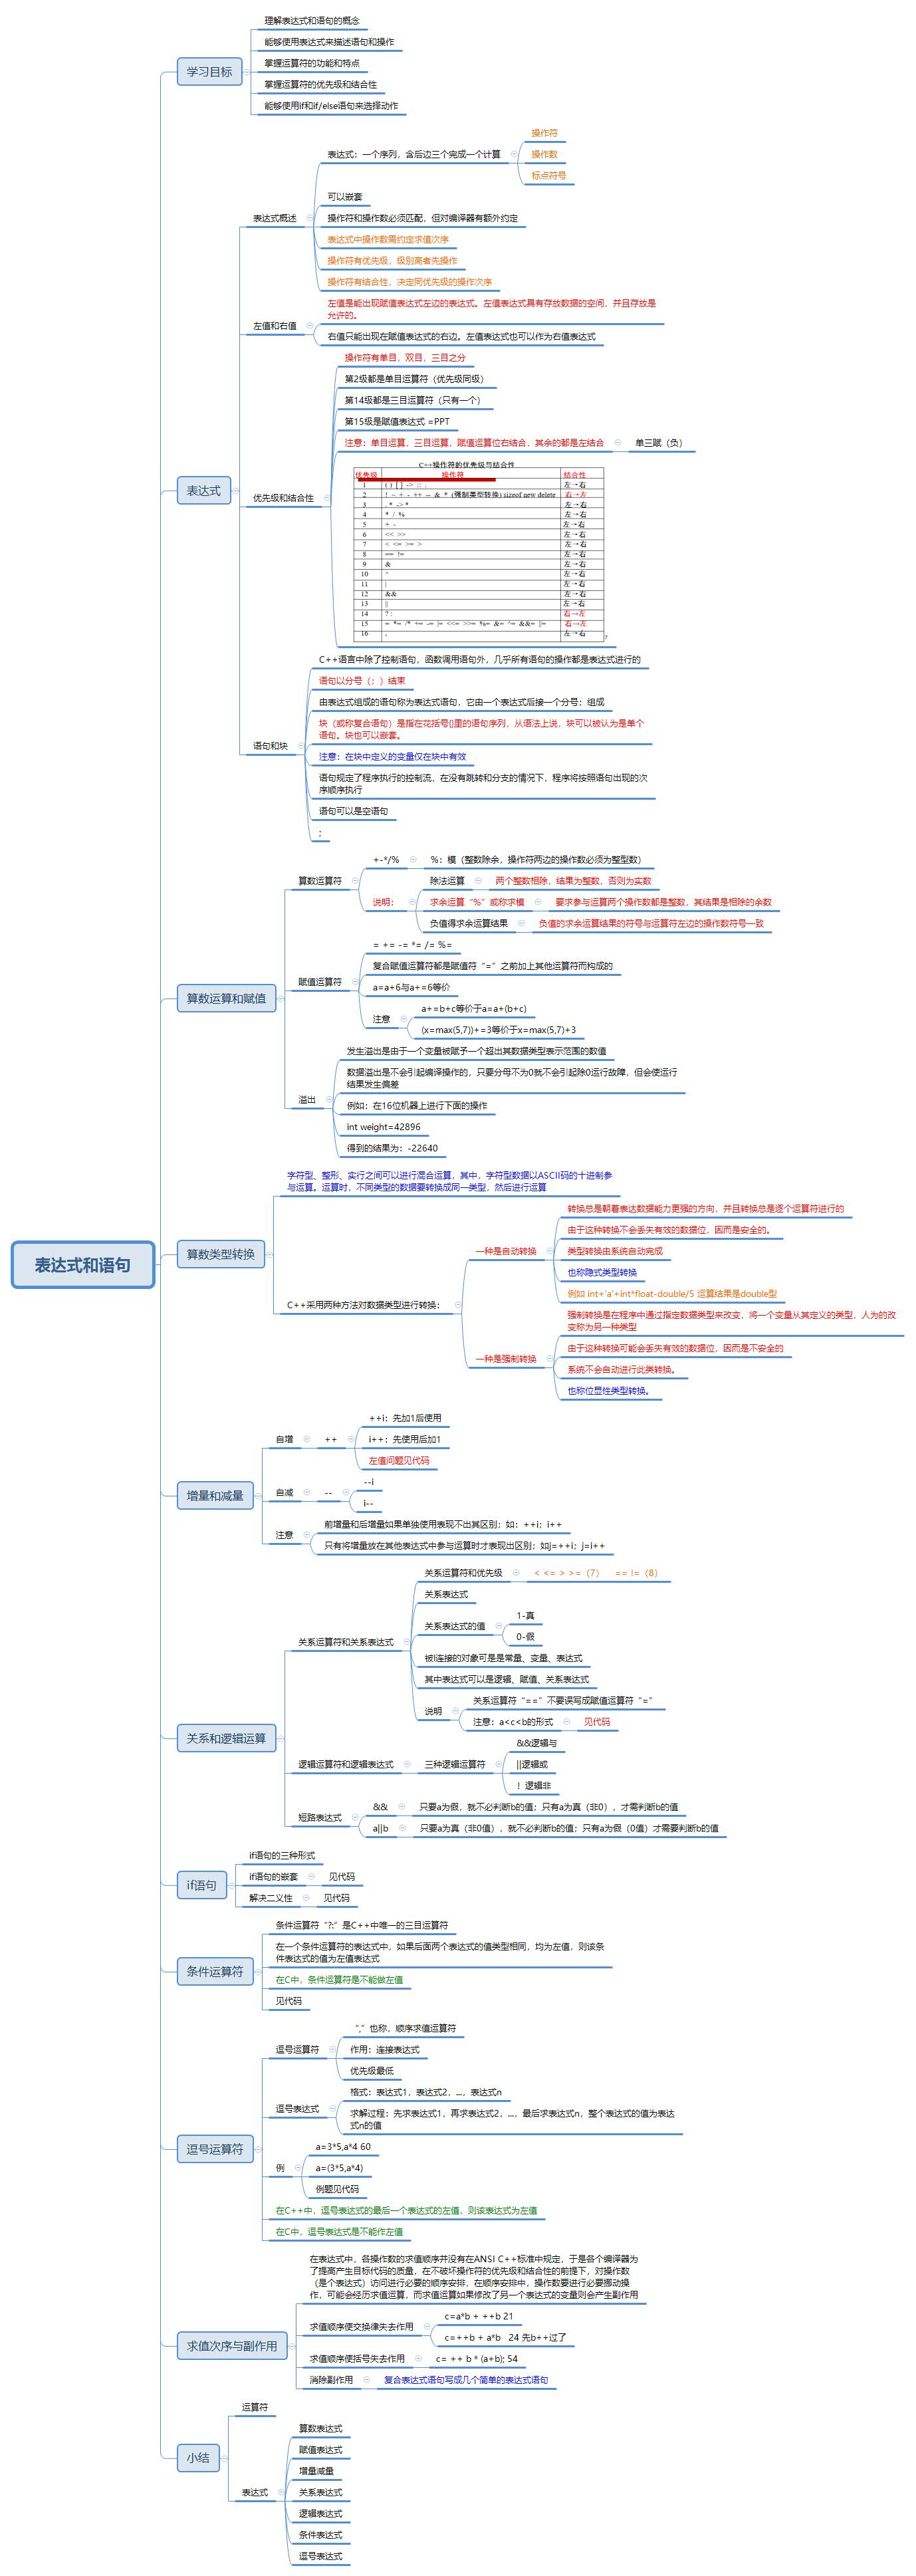 表达式和语句
学习目标
理解表达式和语句的概念
能够使用表达式来描述语句和操作
掌握运算符的功能和特点
掌握运算符的优先级和结合性
能够使用if和if/else语句来选择动作
表达式
表达式概述
表达式：一个序列，含后边三个完成一个计算
操作符
操作数
标点符号
可以嵌套
操作符和操作数必须匹配，但对编译器有额外约定
表达式中操作数需约定求值次序
操作符有优先级，级别高者先操作
操作符有结合性，决定同优先级的操作次序
左值和右值
左值是能出现赋值表达式左边的表达式。左值表达式具有存放数据的空间，并且存放是
允许的。
右值只能出现在赋值表达式的右边。左值表达式也可以作为右值表达式
优先级和结合性
操作符有单目，双目，三目之分
第2级都是单目运算符（优先级同级）
第14级都是三目运算符（只有一个）
第15级是赋值表达式 =PPT
注意：单目运算，三目运算，赋值运算位右结合，其余的都是左结合
单三赋（负）
C++操作符的优先级与结合性
优先级 操作符 结合性
1 ( ) [ ] -> :: . 左→右
2 ! ~ + - ++ -- & * (强制类型转换) sizeof new delete 右→左
3 .* ->* 左→右
4 * / % 左→右
5 + - 左→右
6 << >> 左→右
7 < <= >= > 左→右
8 == != 左→右
9 & 左→右
10 ^ 左→右
11 | 左→右
12 && 左→右
13 || 左→右
14 ? : 右→左
15 = *= /* += -= |= <<= >>= %= &= ^= &&= ||= 右→左
16 , 左→右
7
语句和块
C++语言中除了控制语句，函数调用语句外，几乎所有语句的操作都是表达式进行的
语句以分号（；）结束
由表达式组成的语句称为表达式语句，它由一个表达式后接一个分号；组成
块（或称复合语句）是指在花括号{}里的语句序列，从语法上说，块可以被认为是单个
语句。块也可以嵌套。
注意：在块中定义的变量仅在块中有效
语句规定了程序执行的控制流，在没有跳转和分支的情况下，程序将按照语句出现的次
序顺序执行
语句可以是空语句
；
算数运算和赋值
算数运算符
+-*/%
%：模（整数除余，操作符两边的操作数必须为整型数）
说明：
除法运算
两个整数相除，结果为整数，否则为实数
求余运算“%”或称求模
要求参与运算两个操作数都是整数，其结果是相除的余数
负值得求余运算结果
负值的求余运算结果的符号与运算符左边的操作数符号一致
赋值运算符
= += -= *= /= %=
复合赋值运算符都是赋值符“=”之前加上其他运算符而构成的
a=a+6与a+=6等价
注意
a+=b+c等价于a=a+(b+c)
(x=max(5,7))+=3等价于x=max(5,7)+3
溢出
发生溢出是由于一个变量被赋予一个超出其数据类型表示范围的数值
数据溢出是不会引起编译操作的，只要分母不为0就不会引起除0运行故障，但会使运行
结果发生偏差
例如：在16位机器上进行下面的操作
int weight=42896
得到的结果为：-22640
算数类型转换
字符型、整形、实行之间可以进行混合运算，其中，字符型数据以ASCII码的十进制参
与运算。运算时，不同类型的数据要转换成同一类型，然后进行运算
C++采用两种方法对数据类型进行转换：
一种是自动转换
转换总是朝着表达数据能力更强的方向，并且转换总是逐个运算符进行的
由于这种转换不会丢失有效的数据位，因而是安全的。
类型转换由系统自动完成
也称隐式类型转换
例如 int+'a'+int*float-double/5 运算结果是double型
一种是强制转换
强制转换是在程序中通过指定数据类型来改变，将一个变量从其定义的类型，人为的改
变称为另一种类型
由于这种转换可能会丢失有效的数据位，因而是不安全的
系统不会自动进行此类转换。
也称位显性类型转换。
增量和减量
自增
++
++i：先加1后使用
i++：先使用后加1
左值问题见代码
自减
--
--i
i--
注意
前增量和后增量如果单独使用表现不出其区别；如：++i；i++
只有将增量放在其他表达式中参与运算时才表现出区别；如j=++i；j=i++
关系和逻辑运算
关系运算符和关系表达式
关系运算符和优先级
< <= > >=（7） == !=（8）
关系表达式
关系表达式的值
1-真
0-假
被i连接的对象可是是常量、变量、表达式
其中表达式可以是逻辑、赋值、关系表达式
说明
关系运算符“==”不要误写成赋值运算符“=”
注意：a<c<b的形式
见代码
逻辑运算符和逻辑表达式
三种逻辑运算符
&&逻辑与
||逻辑或
！逻辑非
短路表达式
&&
只要a为假，就不必判断b的值；只有a为真（非0），才需判断b的值
a||b
只要a为真（非0值），就不必判断b的值；只有a为假（0值）才需要判断b的值
if语句
if语句的三种形式
if语句的嵌套
见代码
解决二义性
见代码
条件运算符
条件运算符“?:”是C++中唯一的三目运算符
在一个条件运算符的表达式中，如果后面两个表达式的值类型相同，均为左值，则该条
件表达式的值为左值表达式
在C中，条件运算符是不能做左值
见代码
逗号运算符
逗号运算符
“,”也称，顺序求值运算符
作用：连接表达式
优先级最低
逗号表达式
格式：表达式1，表达式2，...，表达式n
求解过程：先求表达式1，再求表达式2，...，最后求表达式n，整个表达式的值为表达
式n的值
例
a=3*5,a*4 60
a=(3*5,a*4)
例题见代码
在C++中，逗号表达式的最后一个表达式的左值，则该表达式为左值
在C中，逗号表达式是不能作左值
求值次序与副作用
在表达式中，各操作数的求值顺序并没有在ANSI C++标准中规定，于是各个编译器为
了提高产生目标代码的质量，在不破坏操作符的优先级和结合性的前提下，对操作数
（是个表达式）访问进行必要的顺序安排，在顺序安排中，操作数要进行必要挪动操
作，可能会经历求值运算，而求值运算如果修改了另一个表达式的变量则会产生副作用
求值顺序使交换律失去作用
c=a*b + ++b 21
c=++b + a*b 24 先b++过了
求值顺序使括号失去作用
c= ++ b * (a+b); 54
消除副作用
复合表达式语句写成几个简单的表达式语句
小结
运算符
表达式
算数表达式
赋值表达式
增量减量
关系表达式
逻辑表达式
条件表达式
逗号表达式